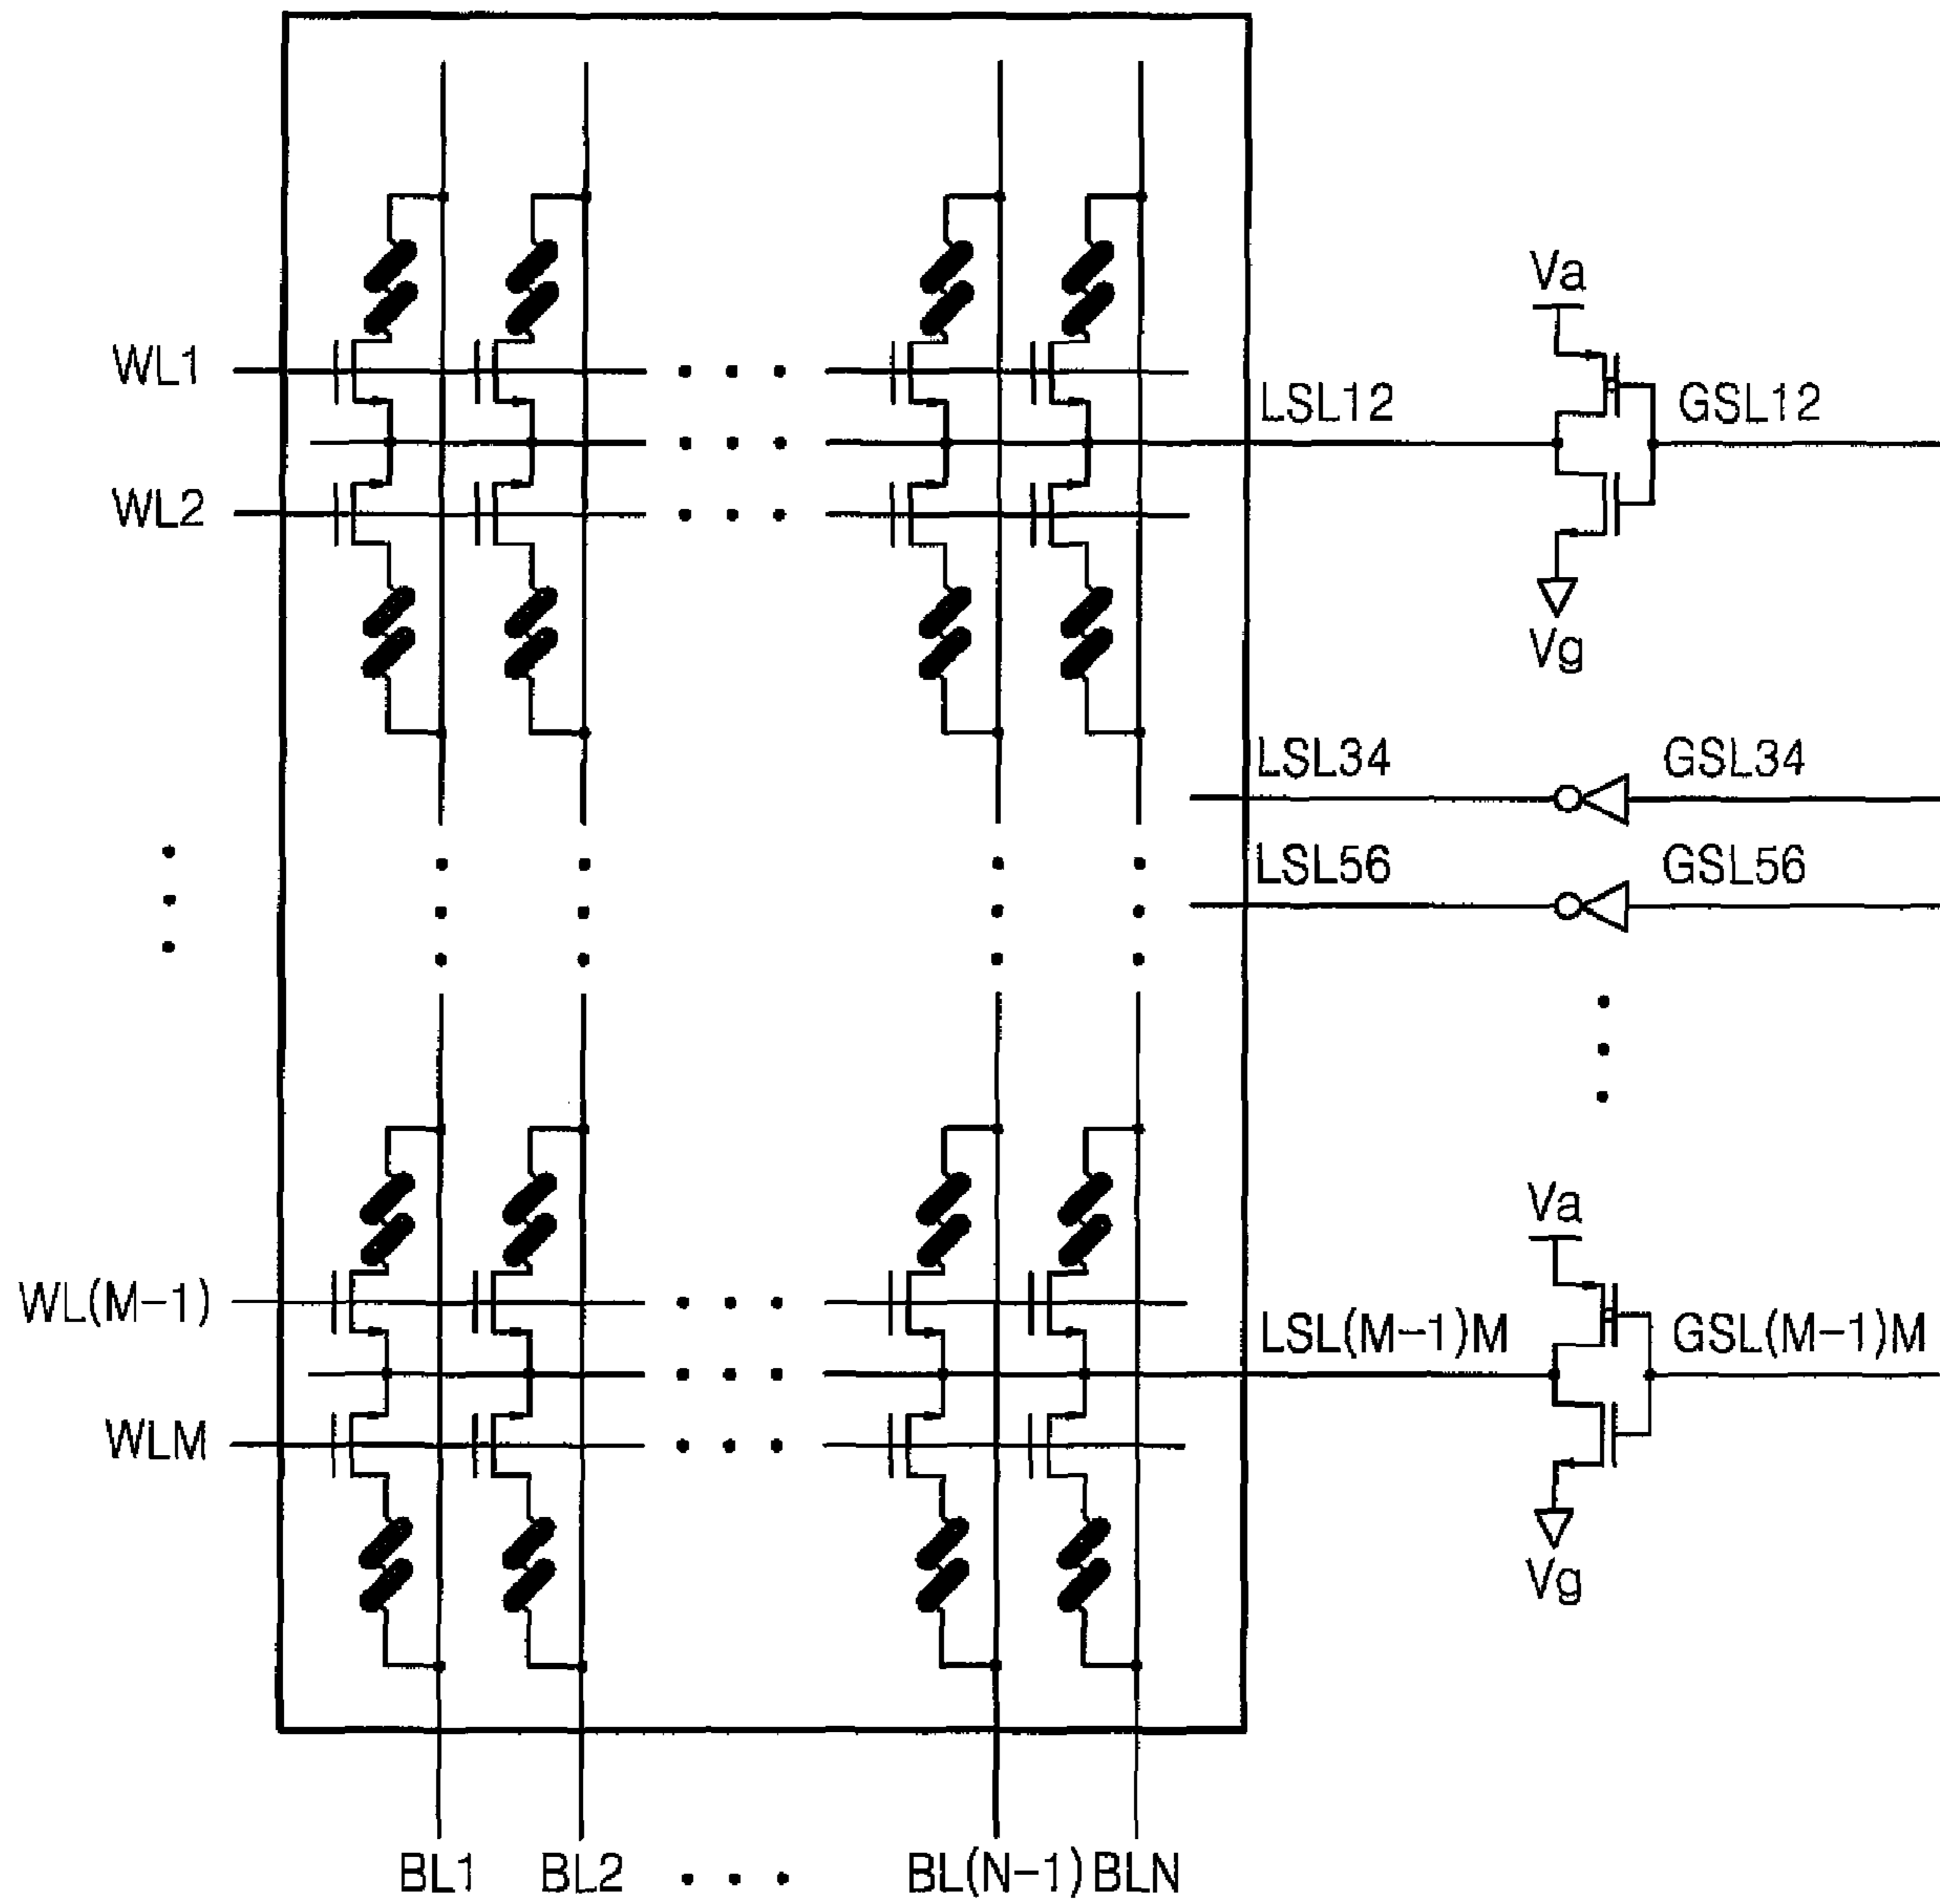 Va
WL1
LSL12
GSL12
WL2
Vg
LSL34
GSL34
LSL56
GSL56
Va
WL(M-1)
LSL(M-1)M
GSL(M-1)M
WLM
Vg
BL1
BL2
BL(N-1)
BLN